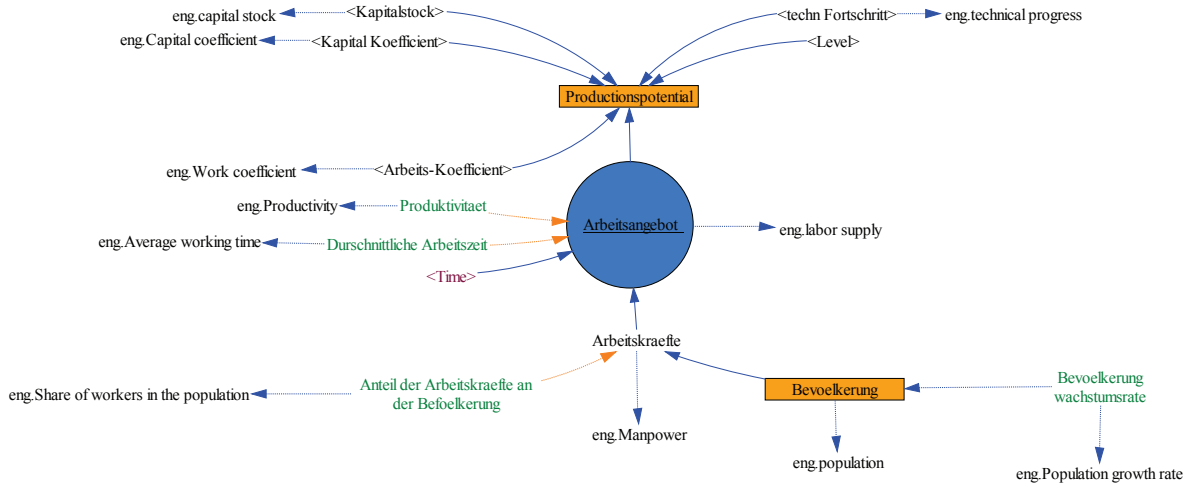 eng.capital stock
<Kapitalstock>
<techn Fortschritt>
eng.technical progress
eng.Capital coefficient
<Kapital Koefficient>
<Level>
Productionspotential
eng.Work coefficient
<Arbeits-Koefficient>
eng.Productivity
Produktivitaet
Arbeitsangebot
eng.labor supply
eng.Average working time
Durschnittliche Arbeitszeit
<Time>
Arbeitskraefte
eng.Share of workers in the population
Anteil der Arbeitskraefte an
der Befoelkerung
Bevoelkerung
Bevoelkerung
wachstumsrate
eng.Manpower
eng.population
eng.Population growth rate